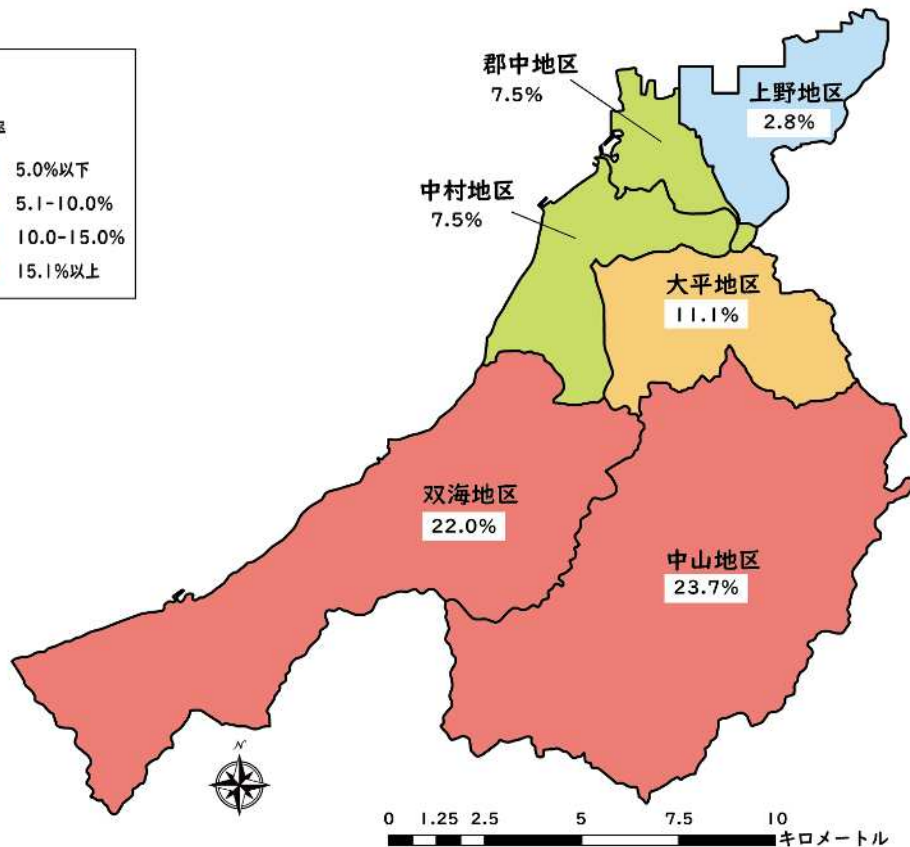 率
5.0%以下
5.1-10.0%
10.0-15.0%
15.1%以上
郡中地区
7.5%
上野地区
2.8%
中村地区
7.5%
大平地区
11.1%
双海地区
22.0%
中山地区
23.7%
N
0 1.25 2.5 5 7.5 10
キロメートル